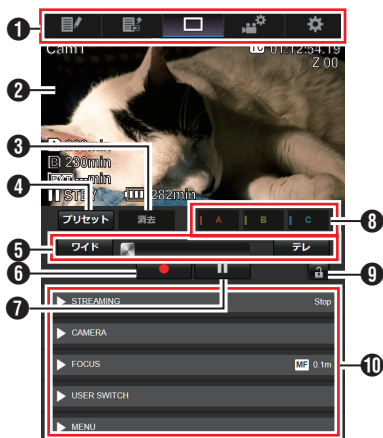 1
Cam1
TC 01:12:54.19
Z 00
2
3
B 230min
4
STBY 282min
プリセット 消去 A B C
8
5
ワイド テレ
6
7
9
STREAMING Stop
CAMERA
FOCUS MF 0.1m
10
USER SWITCH
MENU